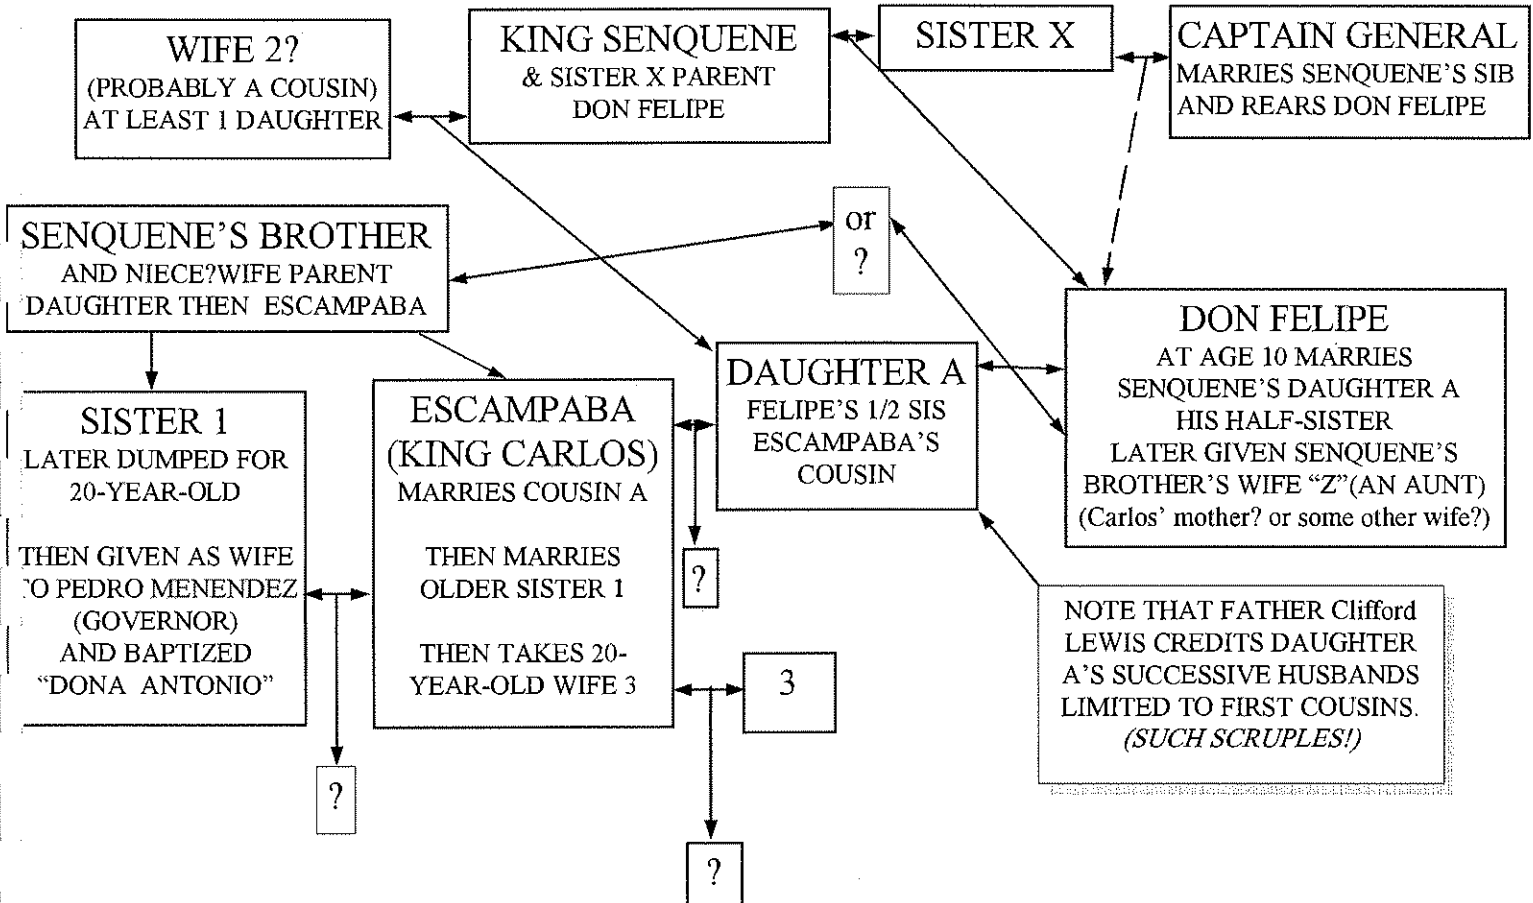 WIFE 2?
(PROBABLY A COUSIN)
AT LEAST 1 DAUGHTER
KING SENQUENE
& SISTER X PARENT
DON FELIPE
SISTER X
CAPTAIN GENERAL
MARRIES SENQUENE'S SIB
AND REARS DON FELIPE
SENQUENE'S BROTHER
AND NIECE?WIFE PARENT
DAUGHTER THEN ESCAMPABA
or
?
DON FELIPE
AT AGE 10 MARRIES
SENQUENE'S DAUGHTER A
HIS HALF-SISTER
LATER GIVEN SENQUENE'S
BROTHER'S WIFE "Z"(AN AUNT)
(Carlos' mother? or some other wife?)
DAUGHTER A
FELIPE'S 1/2 SIS
ESCAMPABA'S
COUSIN
SISTER 1
LATER DUMPED FOR
20-YEAR-OLD
THEN GIVEN AS WIFE
TO PEDRO MENENDEZ
(GOVERNOR)
AND BAPTIZED
"DONA ANTONIO"
ESCAMPABA
(KING CARLOS)
MARRIES COUSIN A
THEN MARRIES
OLDER SISTER 1
THEN TAKES 20-
YEAR-OLD WIFE 3
?
3
NOTE THAT FATHER Clifford
LEWIS CREDITS DAUGHTER
A'S SUCCESSIVE HUSBANDS
LIMITED TO FIRST COUSINS.
(SUCH SCRUPLES!)
?
?